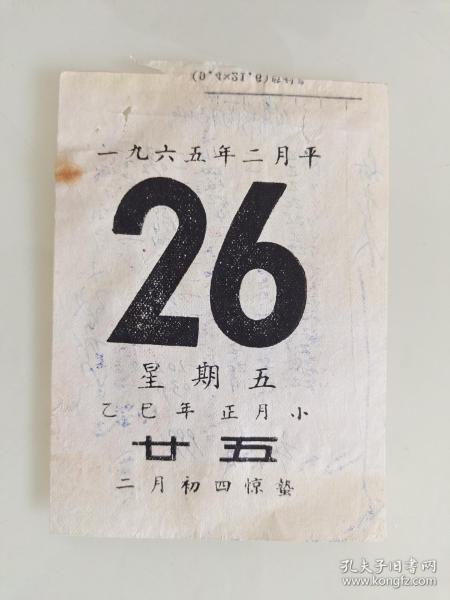 一九六五年二月平
26
星期五
乙巳年正月小
廿五
二月初四惊蛰
孔夫子旧书网
www.kongfz.com